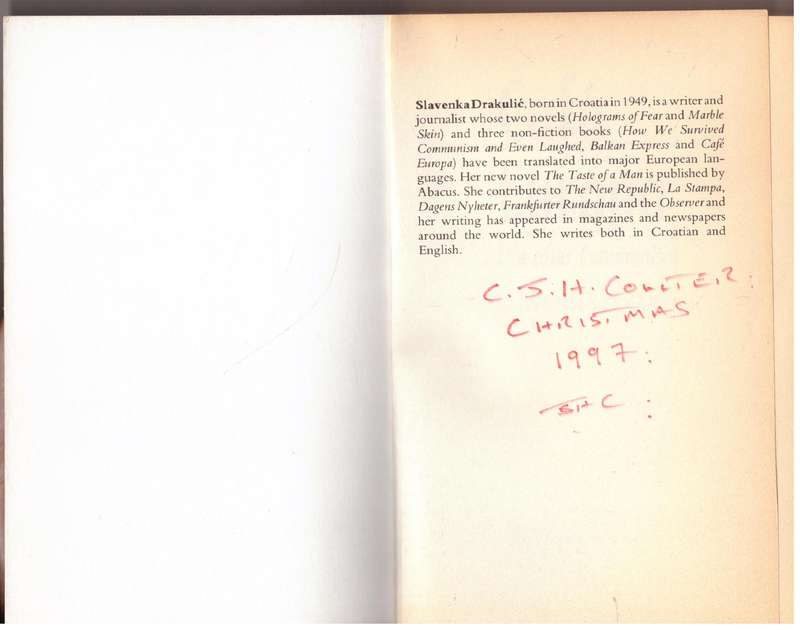 Slavenka Drakulić, born in Croatia in 1949, is a writer and
journalist whose two novels (Holograms of Fear and Marble
Skin) and three non-fiction books (How We Survived
Communism and Even Laughed, Balkan Express and Café
Europa) have been translated into major European lan-
guages. Her new novel The Taste of a Man is published by
Abacus. She contributes to The New Republic, La Stampa,
Dagens Nyheter, Frankfurter Rundschau and the Observer and
her writing has appeared in magazines and newspapers
around the world. She writes both in Croatian and
English.
C. J. H. COULTER:
CHRISTMAS
1997: